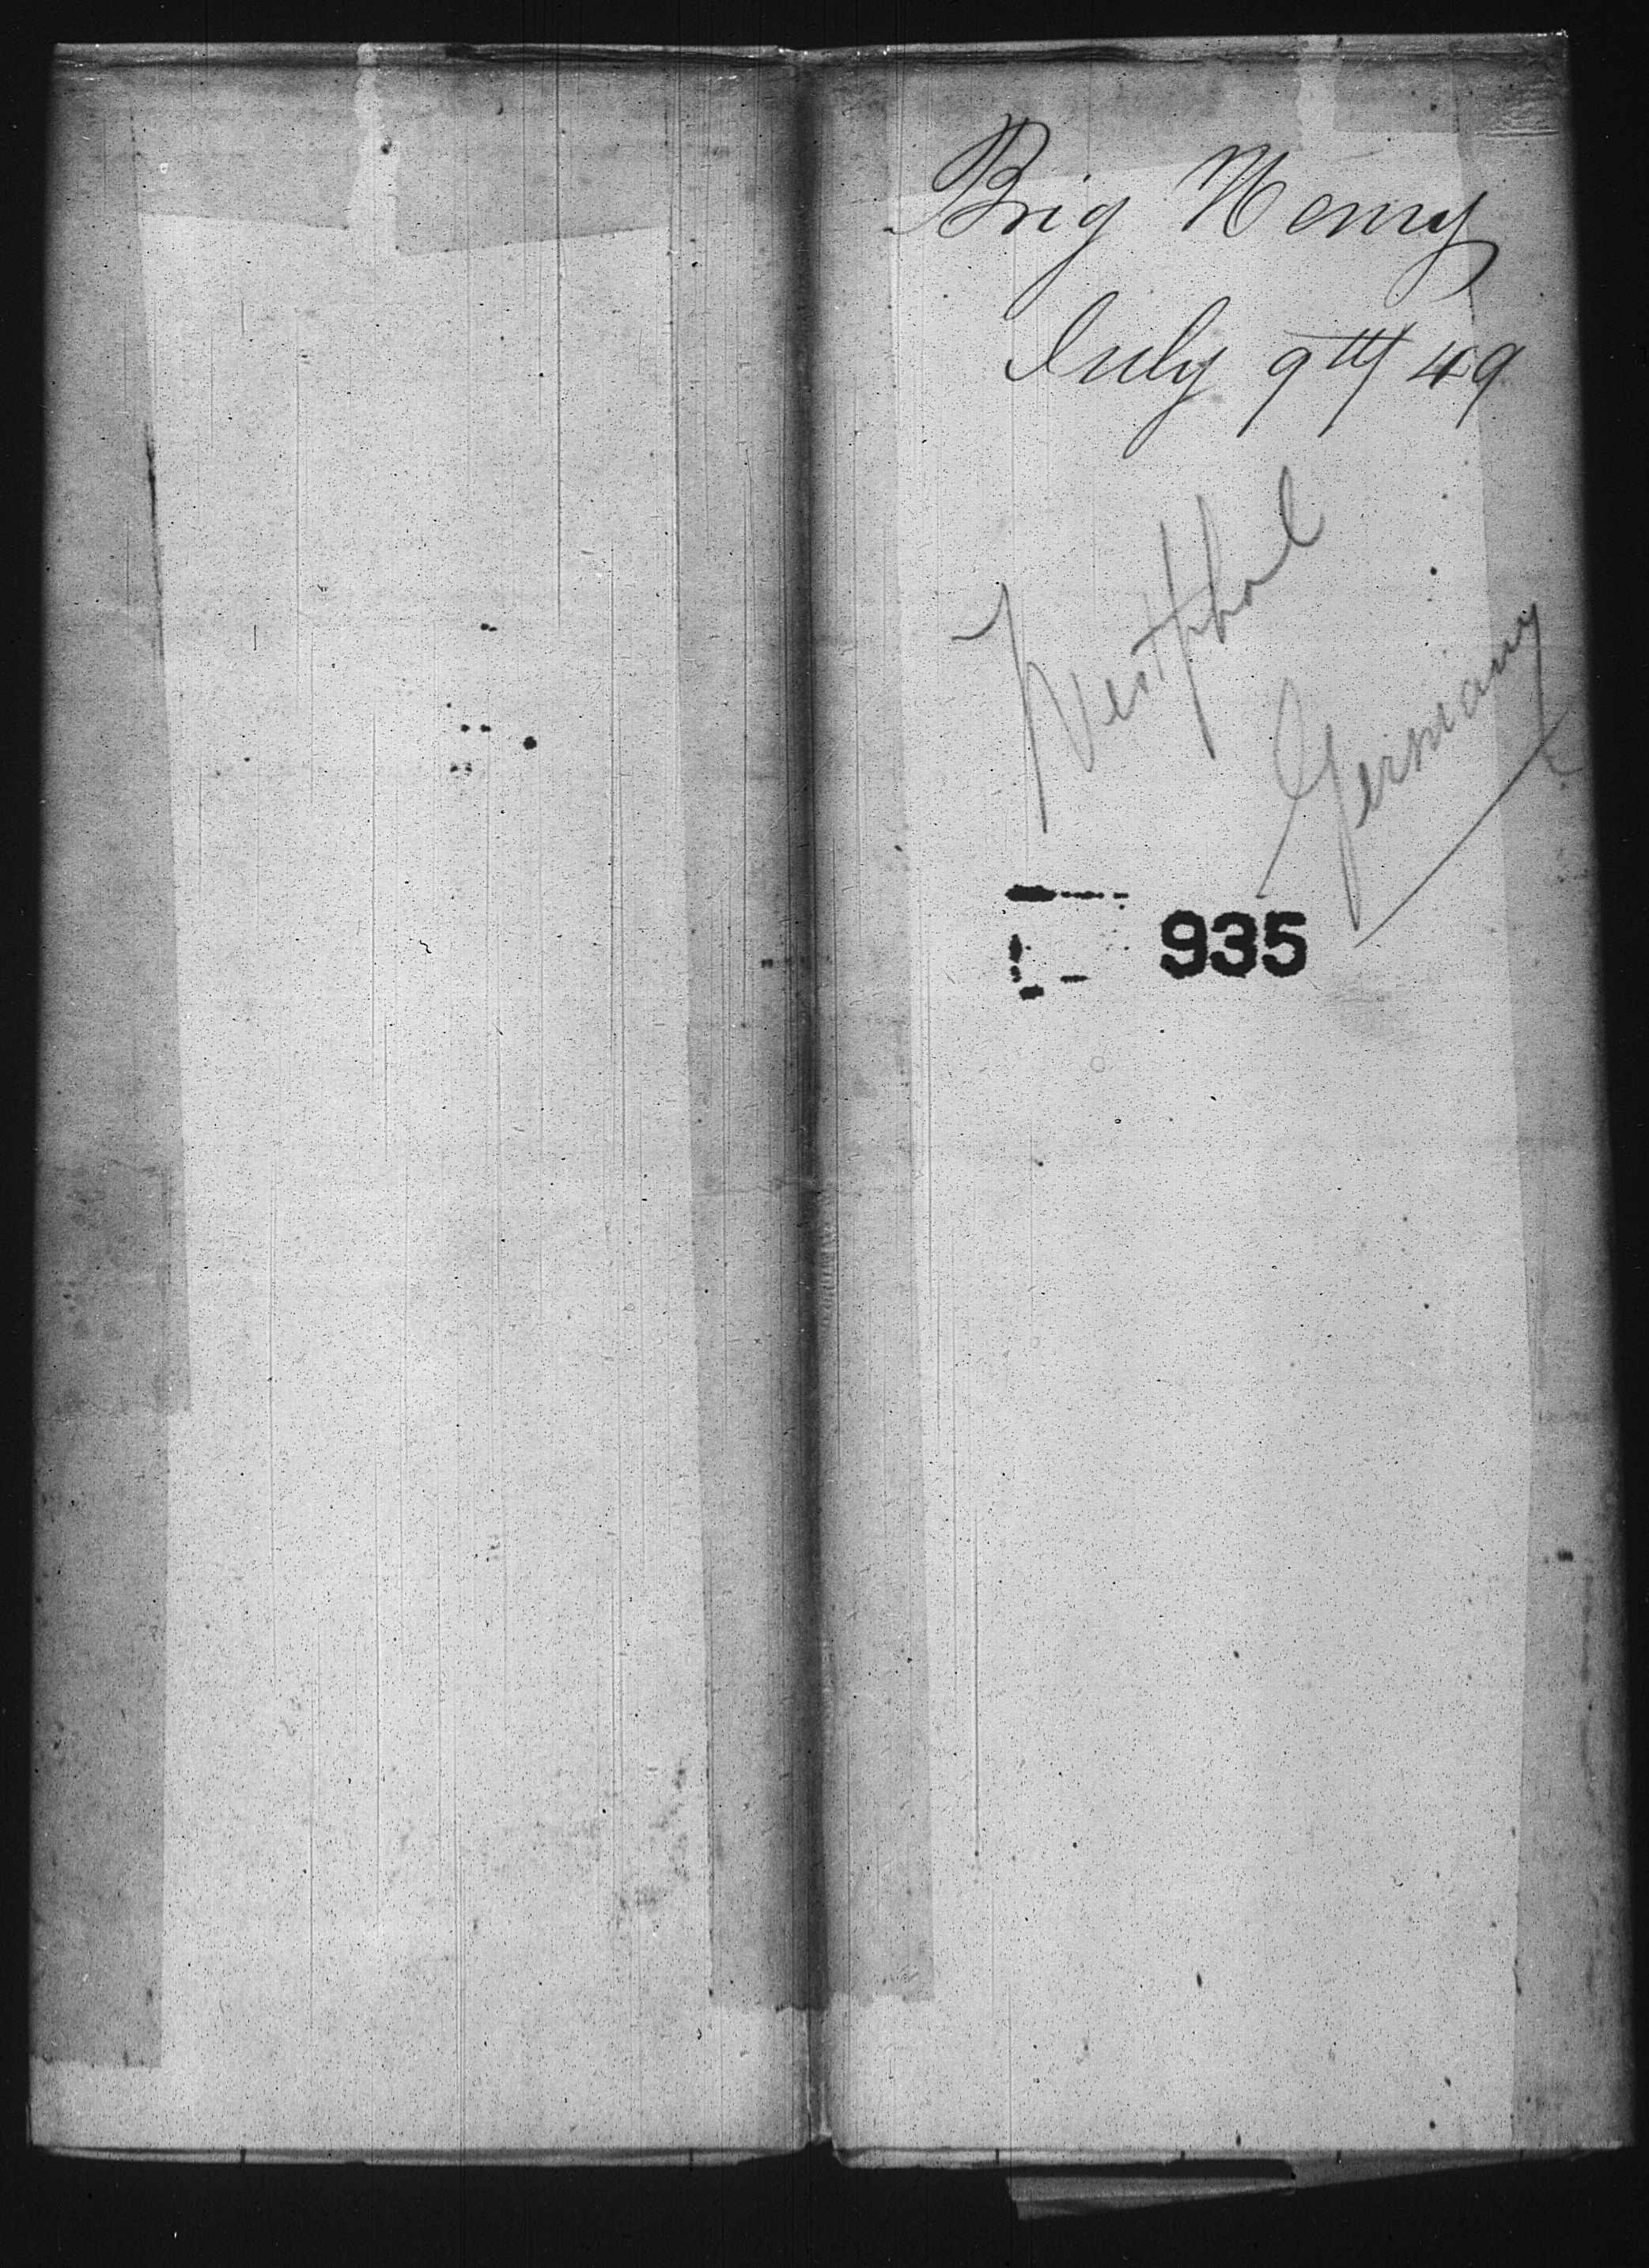 Brig Henry
July 9th 49
Westphal
Germany
935